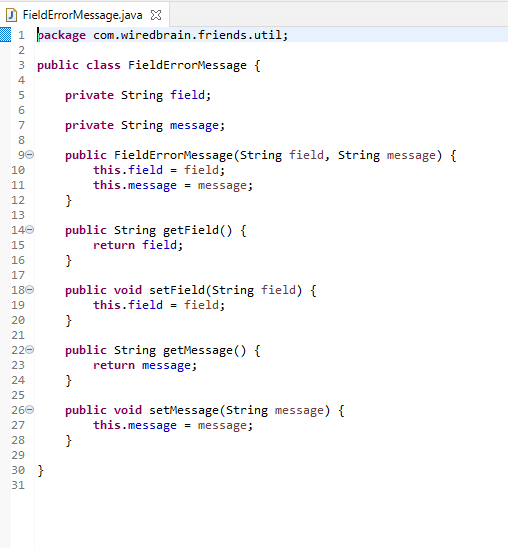 FieldErrorMessage.java
1 package com.wiredbrain.friends.util;
2
3 public class FieldErrorMessage {
4
5     private String field;
6
7     private String message;
8
9     public FieldErrorMessage(String field, String message) {
10         this.field = field;
11         this.message = message;
12     }
13
14     public String getField() {
15         return field;
16     }
17
18     public void setField(String field) {
19         this.field = field;
20     }
21
22     public String getMessage() {
23         return message;
24     }
25
26     public void setMessage(String message) {
27         this.message = message;
28     }
29
30 }
31